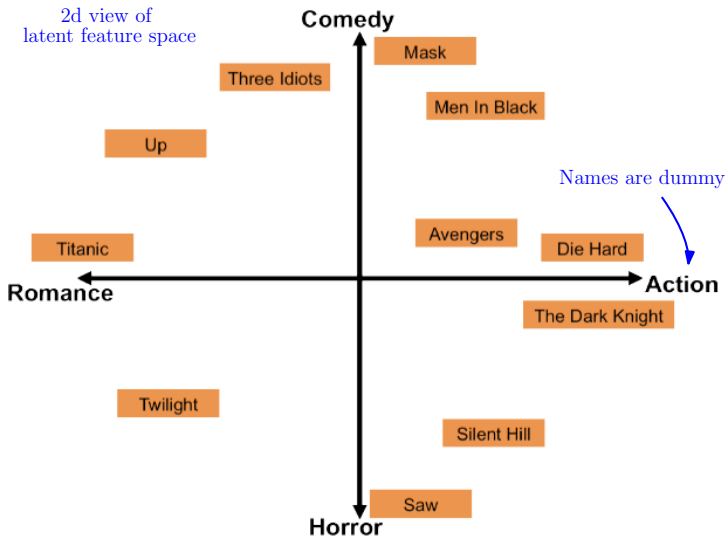 2d view of
latent feature space
Comedy
Mask
Three Idiots
Men In Black
Up
Names are dummy
Avengers
Titanic
Die Hard
Romance
Action
The Dark Knight
Twilight
Silent Hill
Saw
Horror